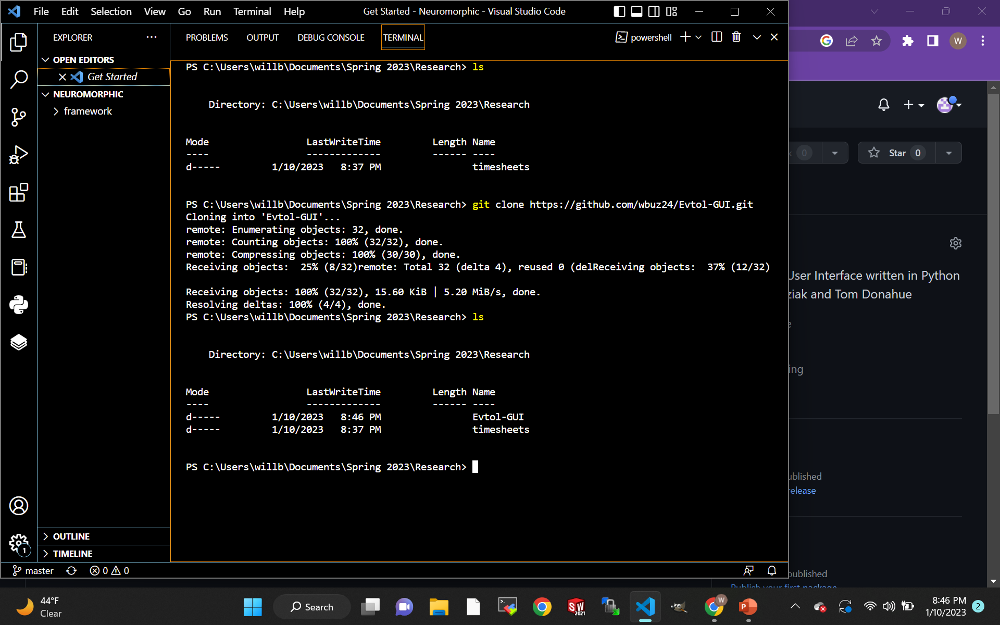 File Edit Selection View Go Run Terminal Help
Get Started - Neuromorphic - Visual Studio Code
EXPLORER
OPEN EDITORS
Get Started
NEUROMORPHIC
framework
OUTLINE
TIMELINE
PROBLEMS OUTPUT DEBUG CONSOLE TERMINAL
powershell
PS C:\Users\willb\Documents\Spring 2023\Research> ls
Directory: C:\Users\willb\Documents\Spring 2023\Research
Mode LastWriteTime Length Name
---- ------------- ------ ----
d----- 1/10/2023 8:37 PM timesheets
PS C:\Users\willb\Documents\Spring 2023\Research> git clone https://github.com/wbuz24/Evtol-GUI.git
Cloning into 'Evtol-GUI'...
remote: Enumerating objects: 32, done.
remote: Counting objects: 100% (32/32), done.
remote: Compressing objects: 100% (30/30), done.
Receiving objects:  25% (8/32)remote: Total 32 (delta 4), reused 0 (delReceiving objects:  37% (12/32)
Receiving objects: 100% (32/32), 15.60 KiB | 5.20 MiB/s, done.
Resolving deltas: 100% (4/4), done.
PS C:\Users\willb\Documents\Spring 2023\Research> ls
Directory: C:\Users\willb\Documents\Spring 2023\Research
Mode LastWriteTime Length Name
---- ------------- ------ ----
d----- 1/10/2023 8:46 PM Evtol-GUI
d----- 1/10/2023 8:37 PM timesheets
PS C:\Users\willb\Documents\Spring 2023\Research>
1
master 0 0
W
0 Star 0
User Interface written in Python
ziak and Tom Donahue
ing
ublished
release
published
Publish your first package
44°F
Clear
Search
SW
2021
W
P
8:46 PM
1/10/2023
2